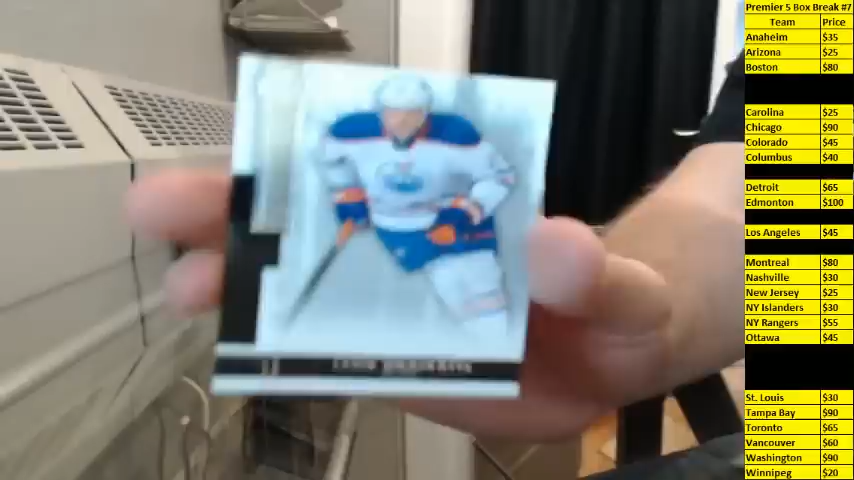 Premier 5 Box Break #7
Team Price
Anaheim $35
Arizona $25
Boston $80
Carolina $25
Chicago $90
Colorado $45
Columbus $40
Detroit $65
Edmonton $100
Los Angeles $45
Montreal $80
Nashville $30
New Jersey $25
NY Islanders $30
NY Rangers $55
Ottawa $45
St. Louis $30
Tampa Bay $90
Toronto $65
Vancouver $60
Washington $90
Winnipeg $20